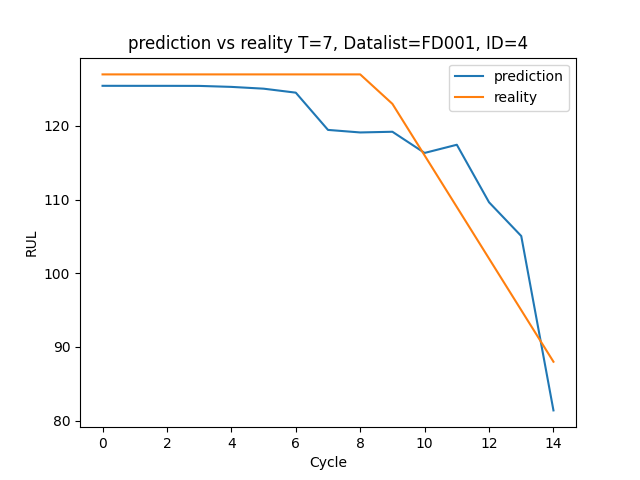 prediction vs reality T=7, Datalist=FD001, ID=4
prediction
reality
120
110
100
90
80
RUL
0 2 4 6 8 10 12 14
Cycle